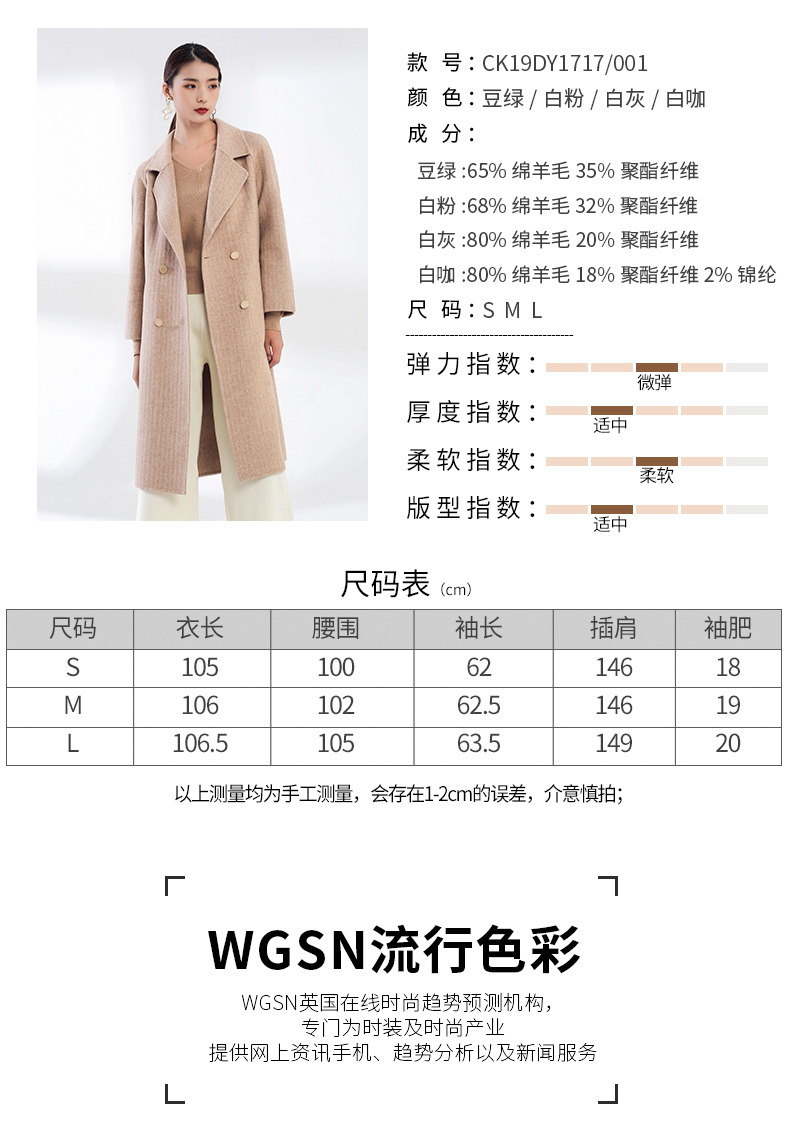 款 号：CK19DY1717/001
颜 色：豆绿 / 白粉 / 白灰 / 白咖
成 分：
豆绿 :65% 绵羊毛 35% 聚酯纤维
白粉 :68% 绵羊毛 32% 聚酯纤维
白灰 :80% 绵羊毛 20% 聚酯纤维
白咖 :80% 绵羊毛 18% 聚酯纤维 2% 锦纶
尺 码：S M L
弹力指数：
微弹
厚度指数：
适中
柔软指数：
柔软
版型指数：
适中
尺码表（cm）
尺码 衣长 腰围 袖长 插肩 袖肥
S 105 100 62 146 18
M 106 102 62.5 146 19
L 106.5 105 63.5 149 20
以上测量均为手工测量，会存在1-2cm的误差，介意慎拍；
WGSN流行色彩
WGSN英国在线时尚趋势预测机构，
专门为时装及时尚产业
提供网上资讯手机、趋势分析以及新闻服务